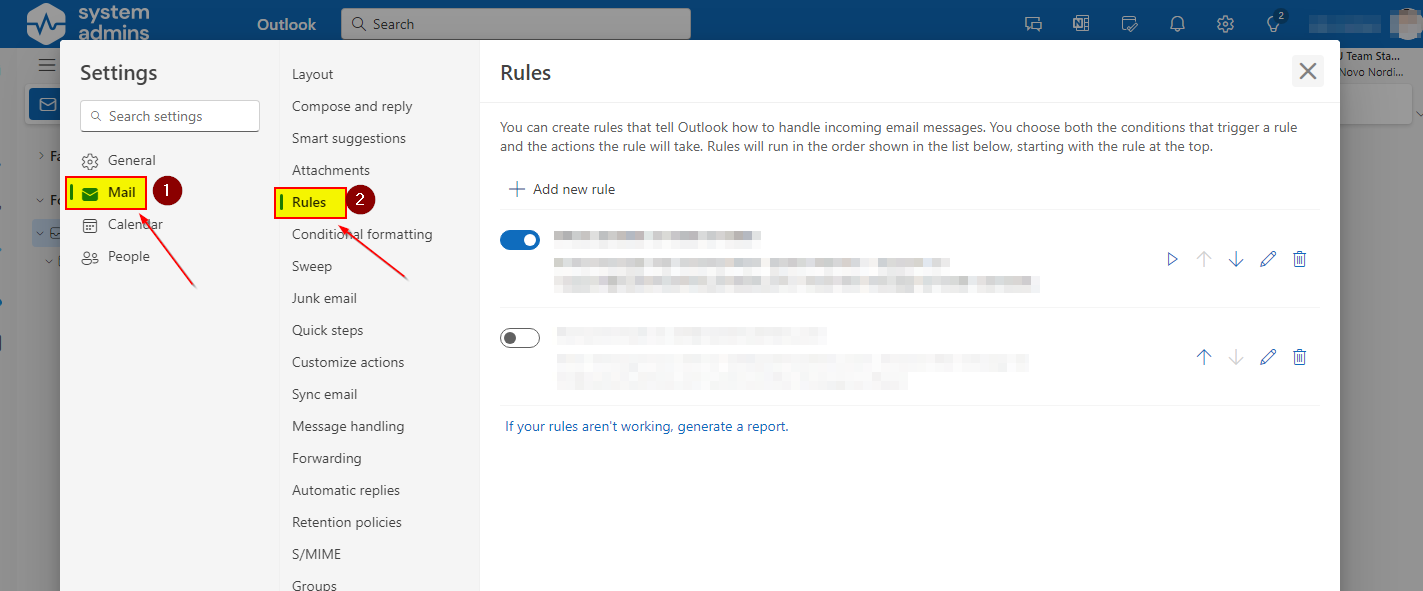 system
admins
Outlook
Search
2
Settings
Search settings
General
Mail
1
Calendar
People
Layout
Compose and reply
Smart suggestions
Attachments
Rules
2
Conditional formatting
Sweep
Junk email
Quick steps
Customize actions
Sync email
Message handling
Forwarding
Automatic replies
Retention policies
S/MIME
Groups
Rules
You can create rules that tell Outlook how to handle incoming email messages. You choose both the conditions that trigger a rule
and the actions the rule will take. Rules will run in the order shown in the list below, starting with the rule at the top.
Add new rule
If your rules aren't working, generate a report.
J Team Sta...
Novo Nordi...